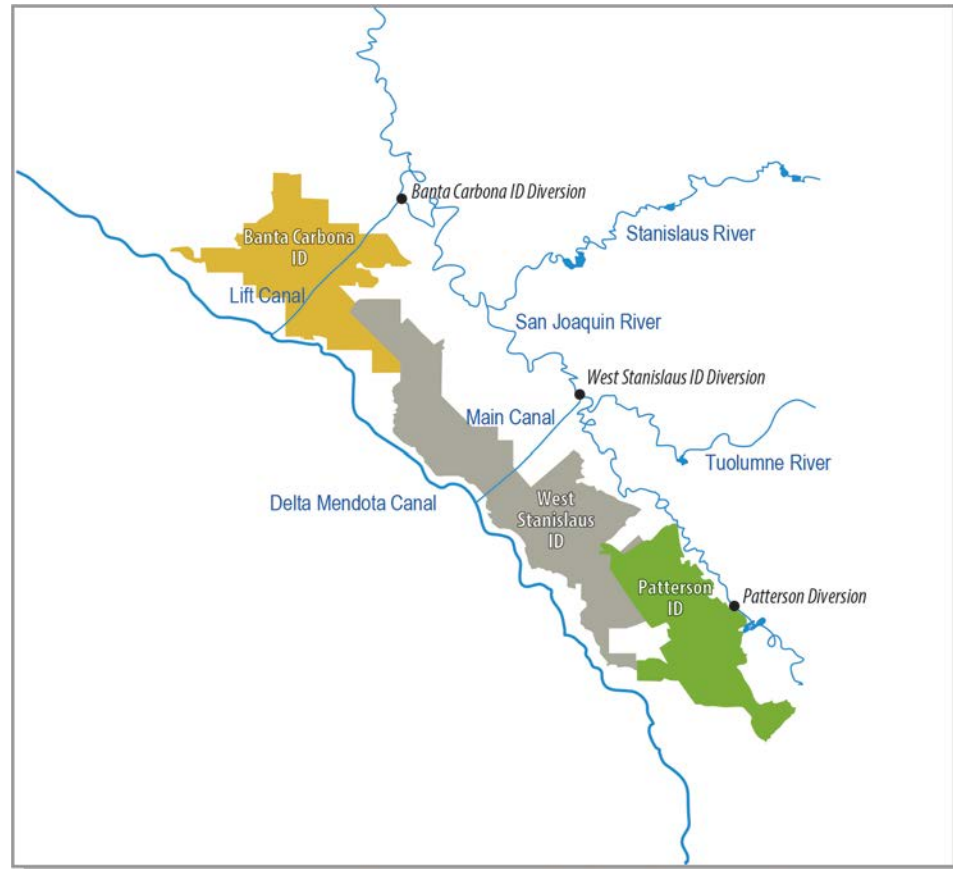 Banta Carbona ID Diversion
Banta Carbona
ID
Stanislaus River
Lift Canal
San Joaquin River
West Stanislaus ID Diversion
Main Canal
Tuolumne River
Delta Mendota Canal
West
Stanislaus
ID
Patterson
ID
Patterson Diversion